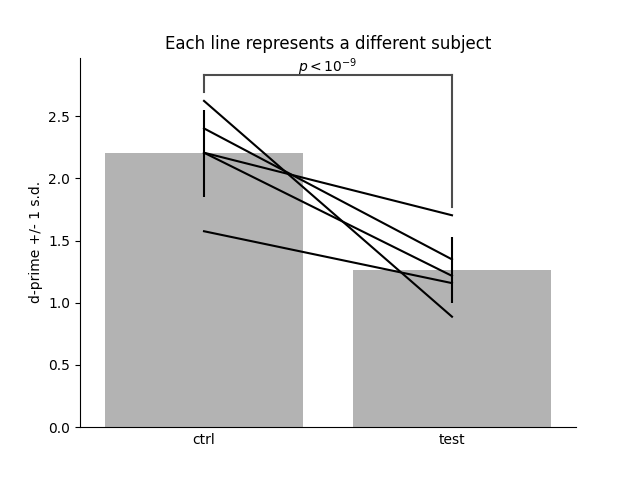 Each line represents a different subject
p < 10⁻⁹
d-prime +/- 1 s.d.
2.5
2.0
1.5
1.0
0.5
0.0
ctrl
test